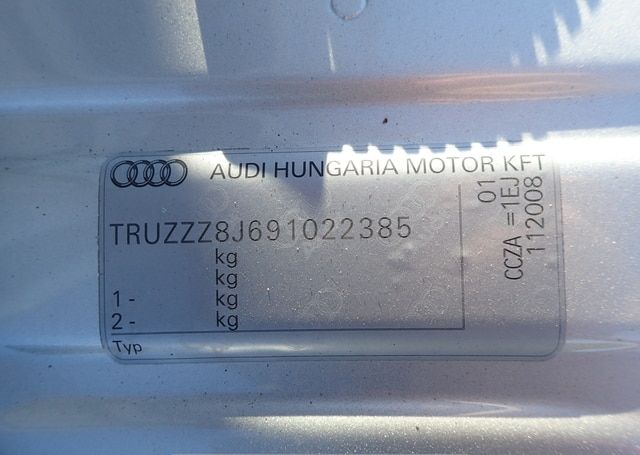 AUDI HUNGARIA MOTOR KFT
TRUZZZ8J691022385
kg
kg
1 - kg
2 - kg
Typ
01
CCZA =1EJ
112008